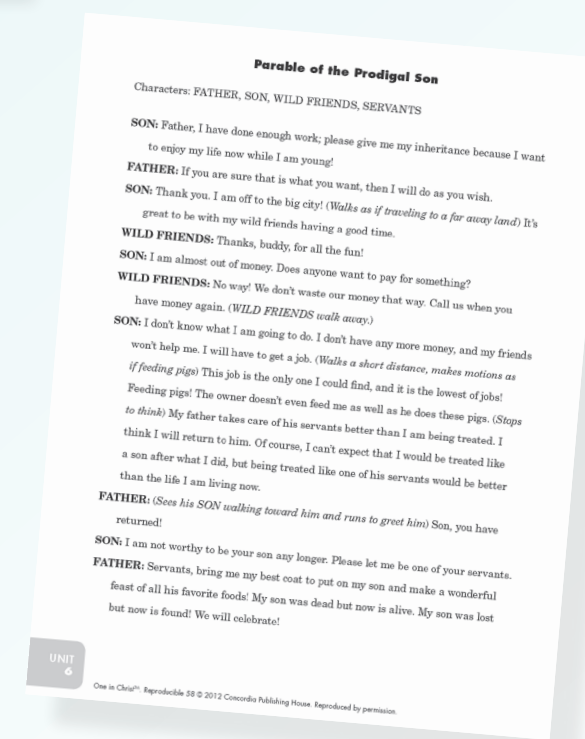 Parable of the Prodigal Son
Characters: FATHER, SON, WILD FRIENDS, SERVANTS
SON: Father, I have done enough work; please give me my inheritance because I want
to enjoy my life now while I am young!
FATHER: If you are sure that is what you want, then I will do as you wish.
SON: Thank you. I am off to the big city! (Walks as if traveling to a far away land) It's
great to be with my wild friends having a good time.
WILD FRIENDS: Thanks, buddy, for all the fun!
SON: I am almost out of money. Does anyone want to pay for something?
WILD FRIENDS: No way! We don't waste our money that way. Call us when you
have money again. (WILD FRIENDS walk away.)
SON: I don't know what I am going to do. I don't have any more money, and my friends
won't help me. I will have to get a job. (Walks a short distance, makes motions as
if feeding pigs) This job is the only one I could find, and it is the lowest of jobs!
Feeding pigs! The owner doesn't even feed me as well as he does these pigs. (Stops
to think) My father takes care of his servants better than I am being treated. I
think I will return to him. Of course, I can't expect that I would be treated like
a son after what I did, but being treated like one of his servants would be better
than the life I am living now.
FATHER: (Sees his SON walking toward him and runs to greet him) Son, you have
returned!
SON: I am not worthy to be your son any longer. Please let me be one of your servants.
FATHER: Servants, bring me my best coat to put on my son and make a wonderful
feast of all his favorite foods! My son was dead but now is alive. My son was lost
but now is found! We will celebrate!
UNIT
6
One in Christ℠. Reproducible 58 © 2012 Concordia Publishing House. Reproduced by permission.